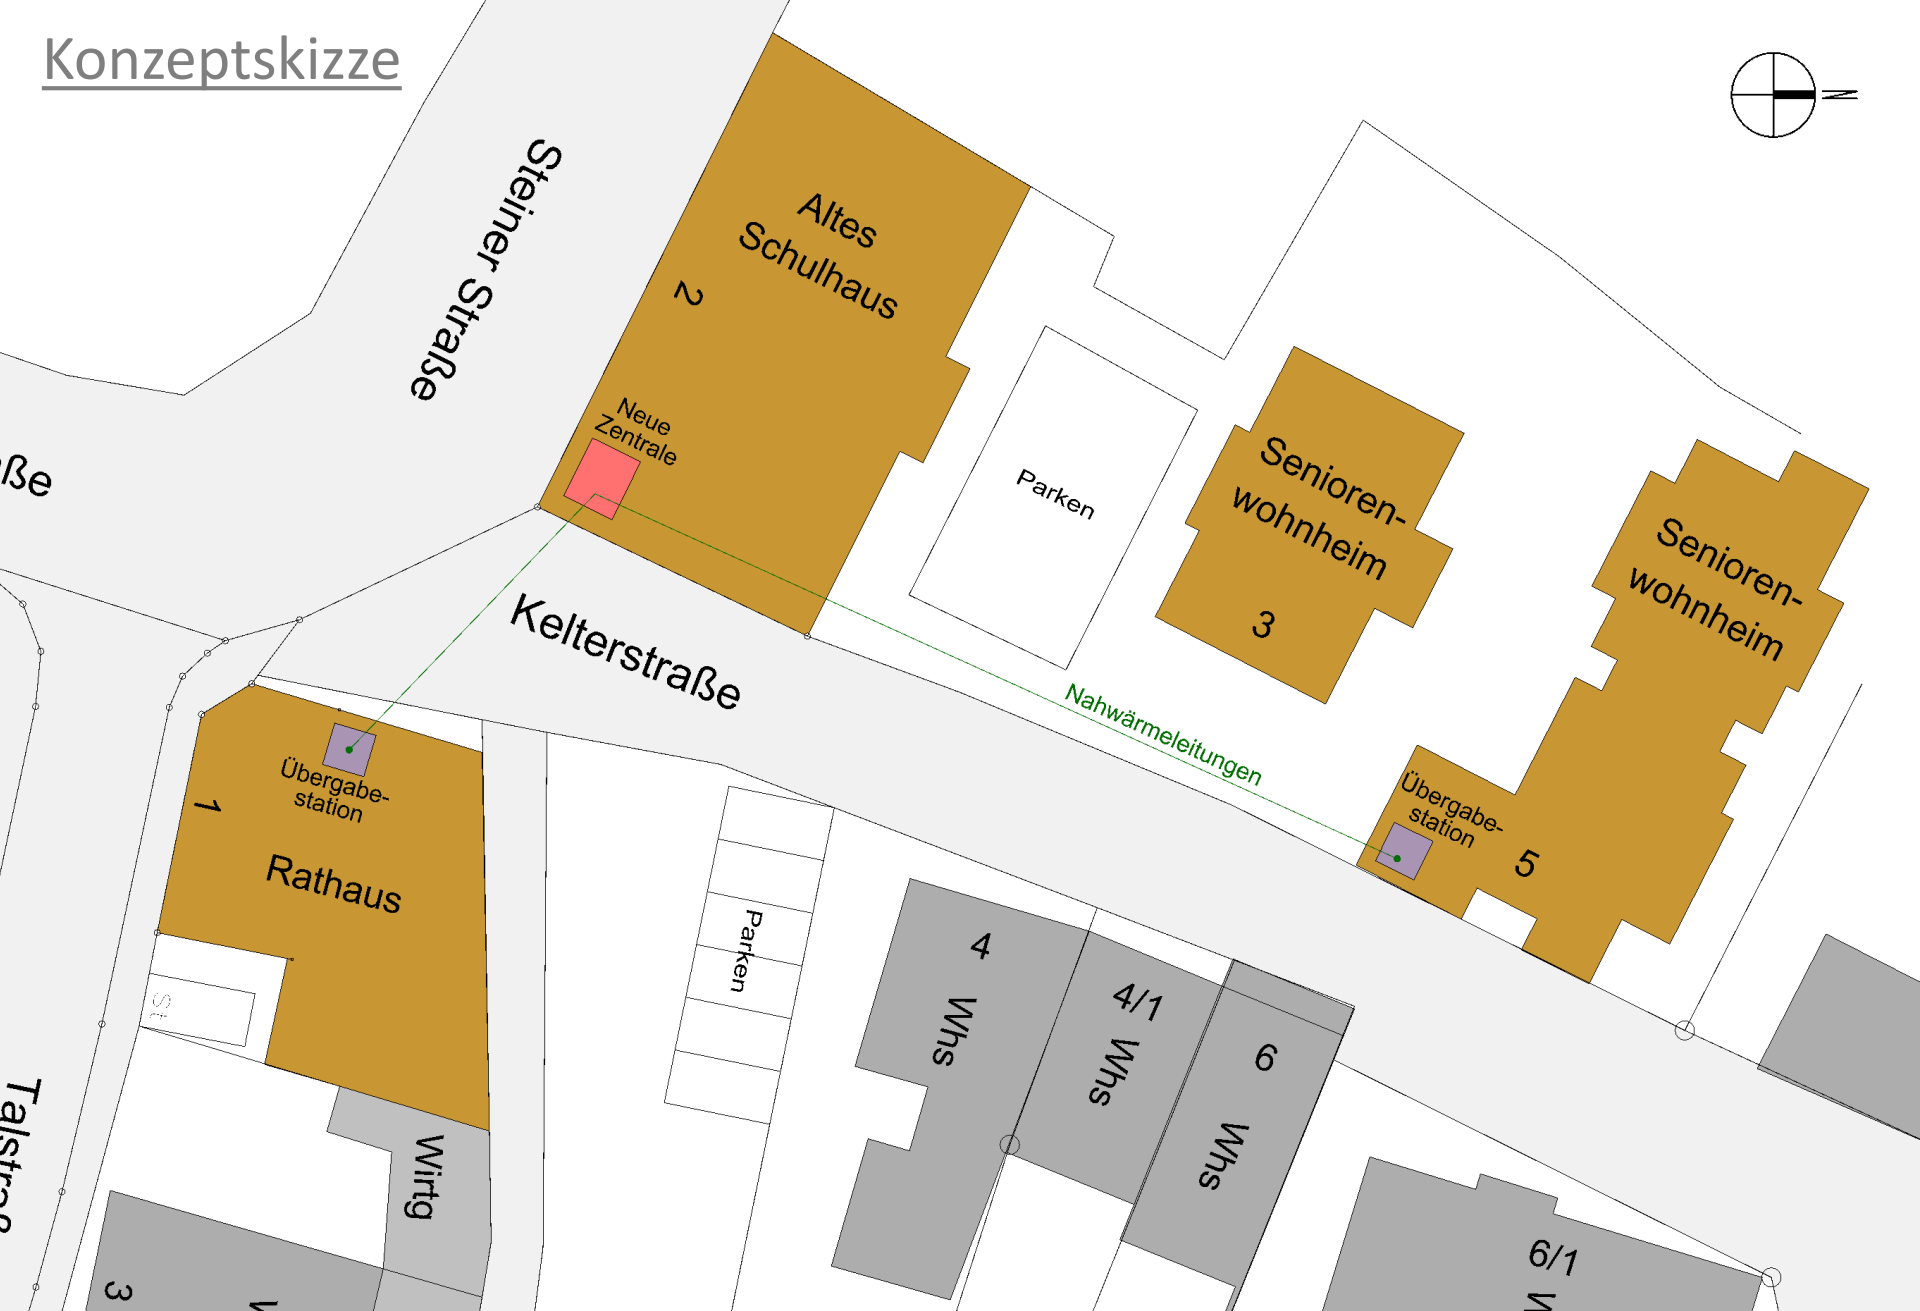 Konzeptskizze
N
Steiner Straße
Altes
Schulhaus
2
Neue
Zentrale
Parken
Senioren-
wohnheim
3
Senioren-
wohnheim
ße
Kelterstraße
Nahwärmeleitungen
Übergabe-
station
5
Übergabe-
station
1
Rathaus
Parken
St
4
Whs
4/1
Whs
6
Whs
Wirtg
6/1
W
3